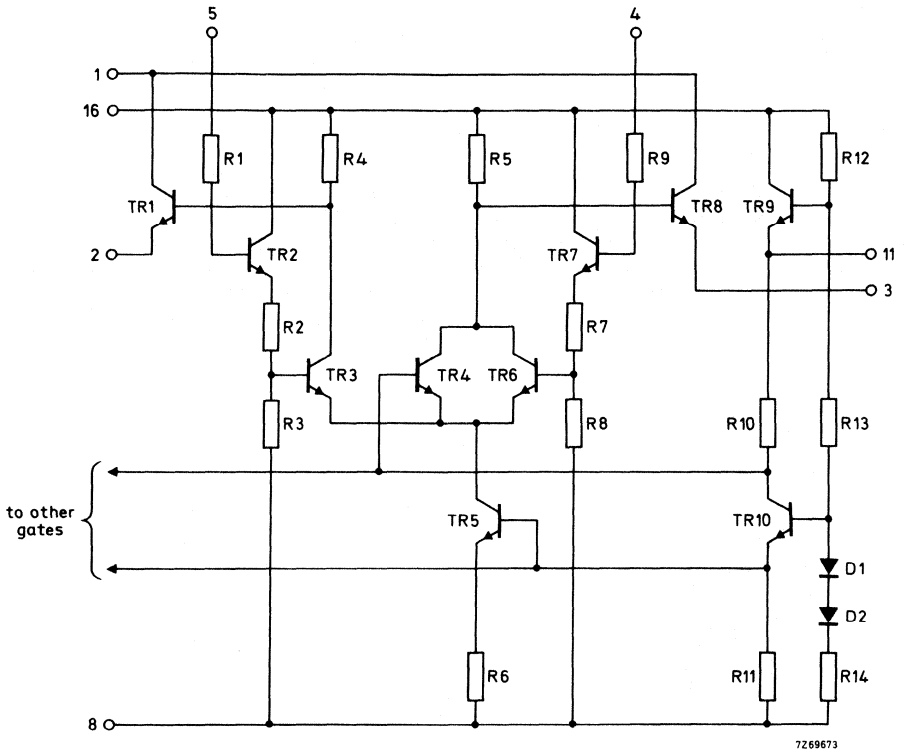 5
4
1
16
R1
R4
R5
R9
R12
TR1
TR8
TR9
2
TR2
TR7
11
3
R2
R7
TR3
TR4
TR6
R3
R8
R10
R13
to other
gates
TR5
TR10
D1
D2
R6
R11
R14
8
7Z69673